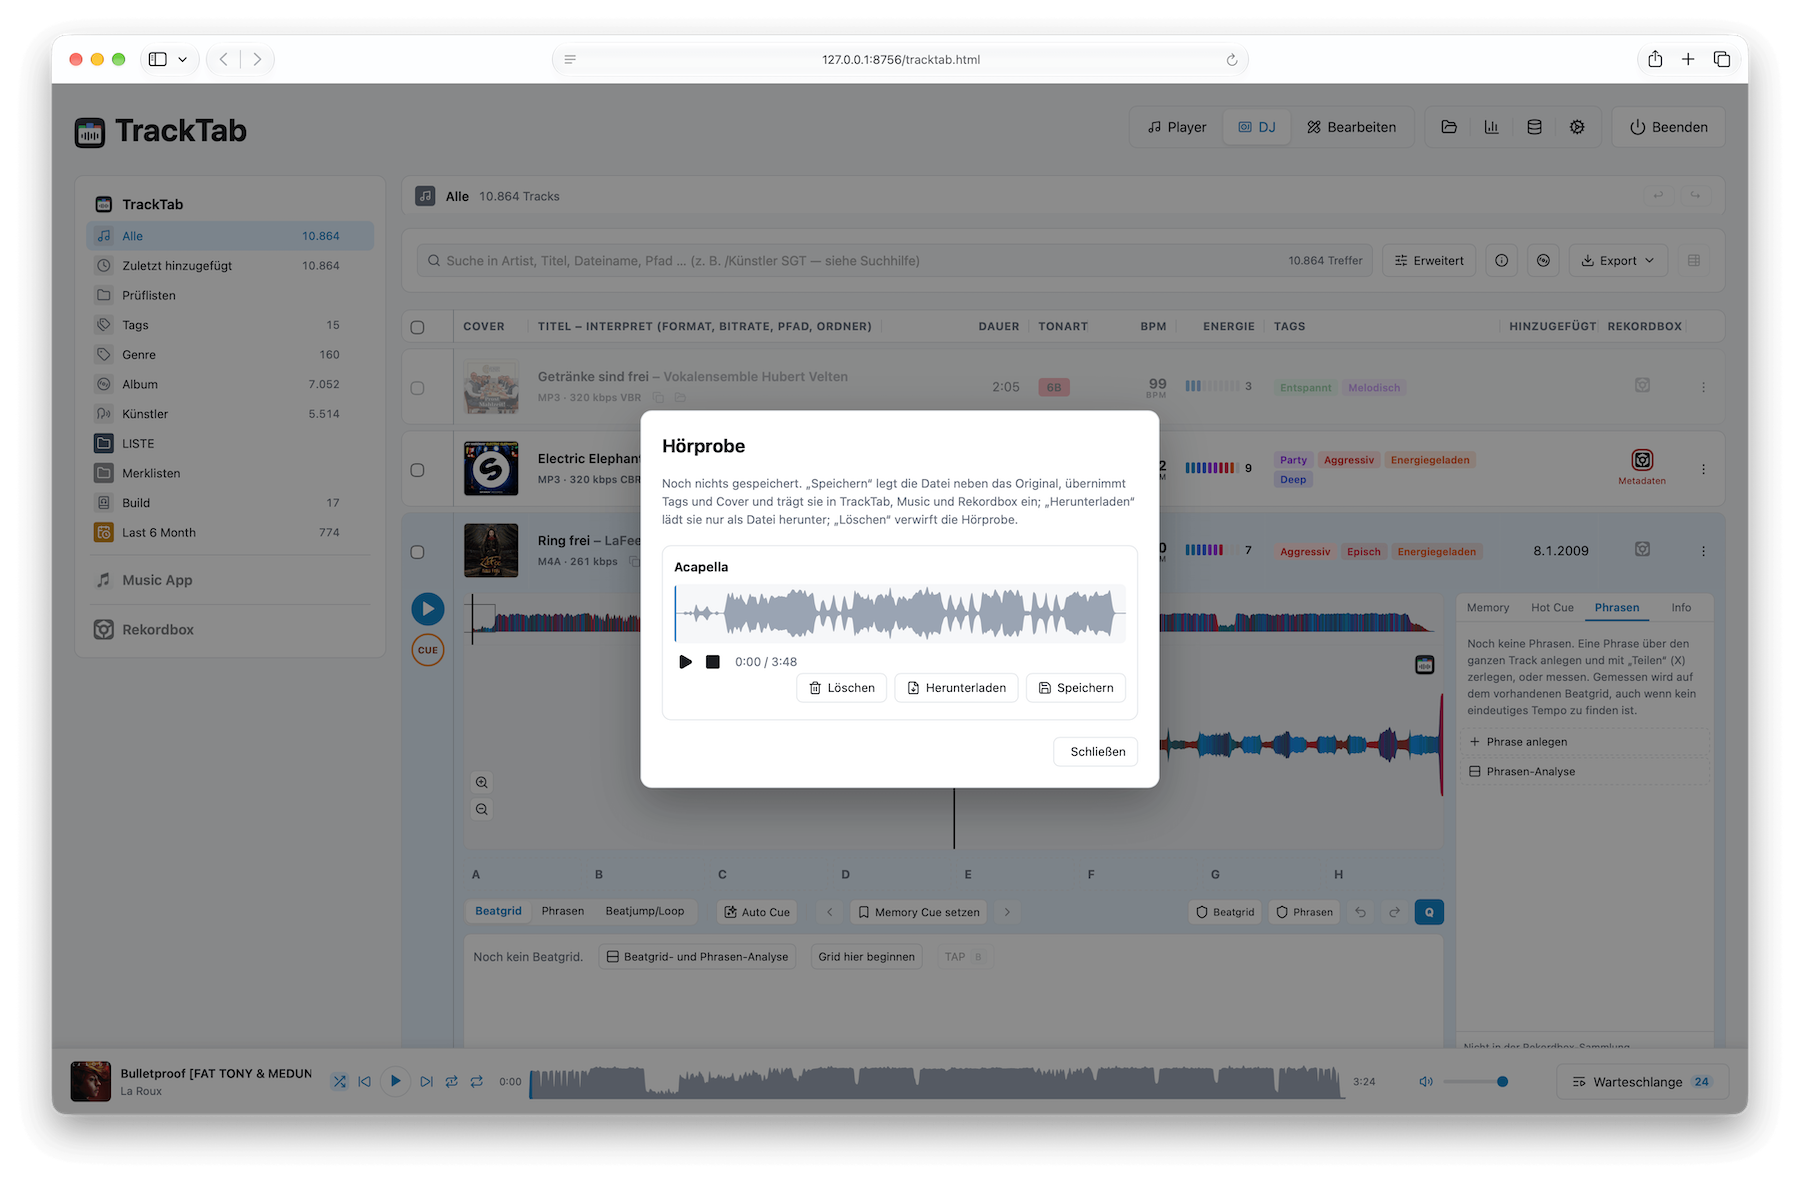 127.0.0.1:8756/tracktab.html
TrackTab
Player
DJ
Bearbeiten
Beenden
TrackTab
Alle 10.864
Zuletzt hinzugefügt 10.864
Prüflisten
Tags 15
Genre 160
Album 7.052
Künstler 5.514
LISTE
Merklisten
Build 17
Last 6 Month 774
Music App
Rekordbox
Alle 10.864 Tracks
Suche in Artist, Titel, Dateiname, Pfad ... (z. B. /Künstler SGT — siehe Suchhilfe) 10.864 Treffer
Erweitert
Export
COVER TITEL – INTERPRET (FORMAT, BITRATE, PFAD, ORDNER) DAUER TONART BPM ENERGIE TAGS HINZUGEFÜGT REKORDBOX
Getränke sind frei – Vokalensemble Hubert Velten
MP3 · 320 kbps VBR
2:05 6B 99 BPM 3 Entspannt Melodisch
Electric Elephant
MP3 · 320 kbps CBR
9 Party Aggressiv Energiegeladen
Deep
Metadaten
Ring frei – LaFee
M4A · 261 kbps
7 Aggressiv Episch Energiegeladen 8.1.2009
CUE
Hörprobe
Noch nichts gespeichert. „Speichern“ legt die Datei neben das Original, übernimmt
Tags und Cover und trägt sie in TrackTab, Music und Rekordbox ein; „Herunterladen“
lädt sie nur als Datei herunter; „Löschen“ verwirft die Hörprobe.
Acapella
0:00 / 3:48
Löschen
Herunterladen
Speichern
Schließen
Memory Hot Cue Phrasen Info
Noch keine Phrasen. Eine Phrase über den
ganzen Track anlegen und mit „Teilen“ (X)
zerlegen, oder messen. Gemessen wird auf
dem vorhandenen Beatgrid, auch wenn kein
eindeutiges Tempo zu finden ist.
+ Phrase anlegen
Phrasen-Analyse
A B C D E F G H
Beatgrid Phrasen Beatjump/Loop Auto Cue Memory Cue setzen Beatgrid Phrasen Q
Noch kein Beatgrid. Beatgrid- und Phrasen-Analyse Grid hier beginnen TAP B
Nicht in der Rekordbox-Sammlung
Bulletproof [FAT TONY & MEDUN
La Roux
0:00
3:24
Warteschlange 24